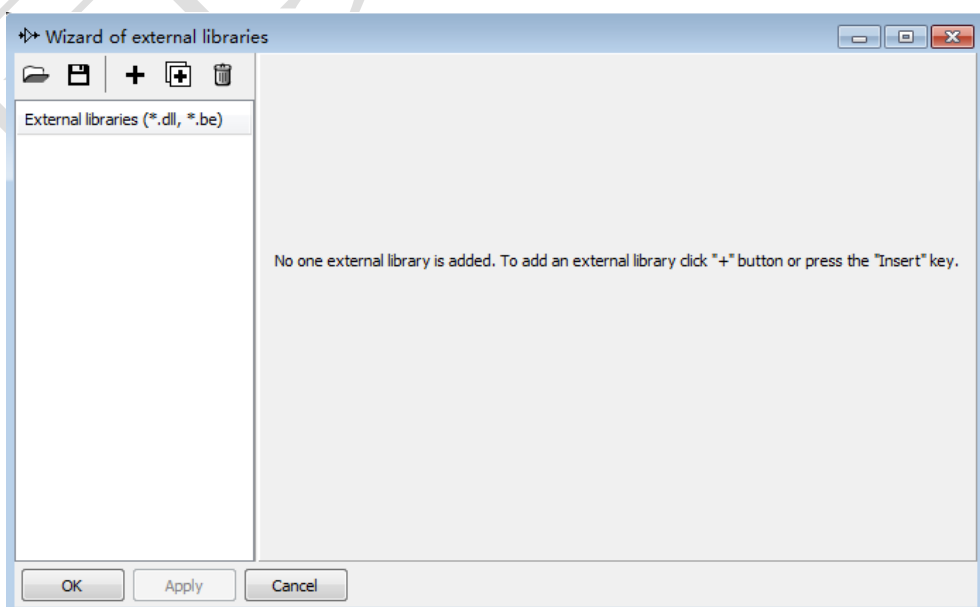 Wizard of external libraries
External libraries (*.dll, *.be)
No one external library is added. To add an external library click "+" button or press the "Insert" key.
OK
Apply
Cancel